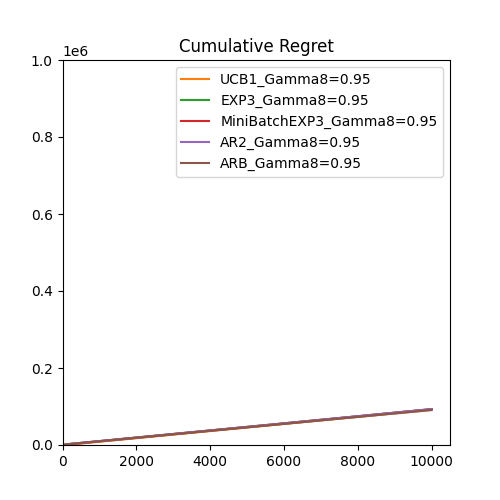 Cumulative Regret
1e6
1.0
0.8
0.6
0.4
0.2
0.0
UCB1_Gamma8=0.95
EXP3_Gamma8=0.95
MiniBatchEXP3_Gamma8=0.95
AR2_Gamma8=0.95
ARB_Gamma8=0.95
0 2000 4000 6000 8000 10000